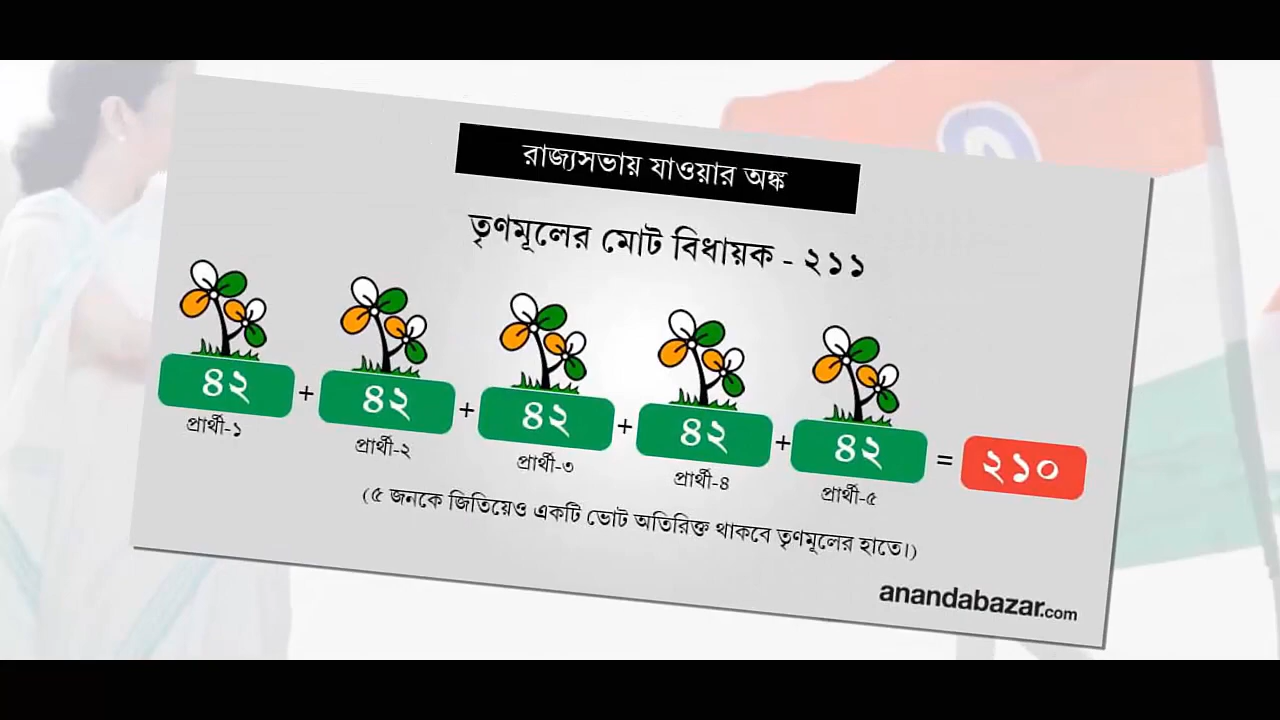 রাজ্যসভায় যাওয়ার অঙ্ক
তৃণমূলের মোট বিধায়ক - ২১১
৪২ + ৪২ + ৪২ + ৪২ + ৪২ = ২১০
প্রার্থী-১ প্রার্থী-২ প্রার্থী-৩ প্রার্থী-৪ প্রার্থী-৫
(৫ জনকে জিতিয়েও একটি ভোট অতিরিক্ত থাকবে তৃণমূলের হাতে।)
anandabazar.com